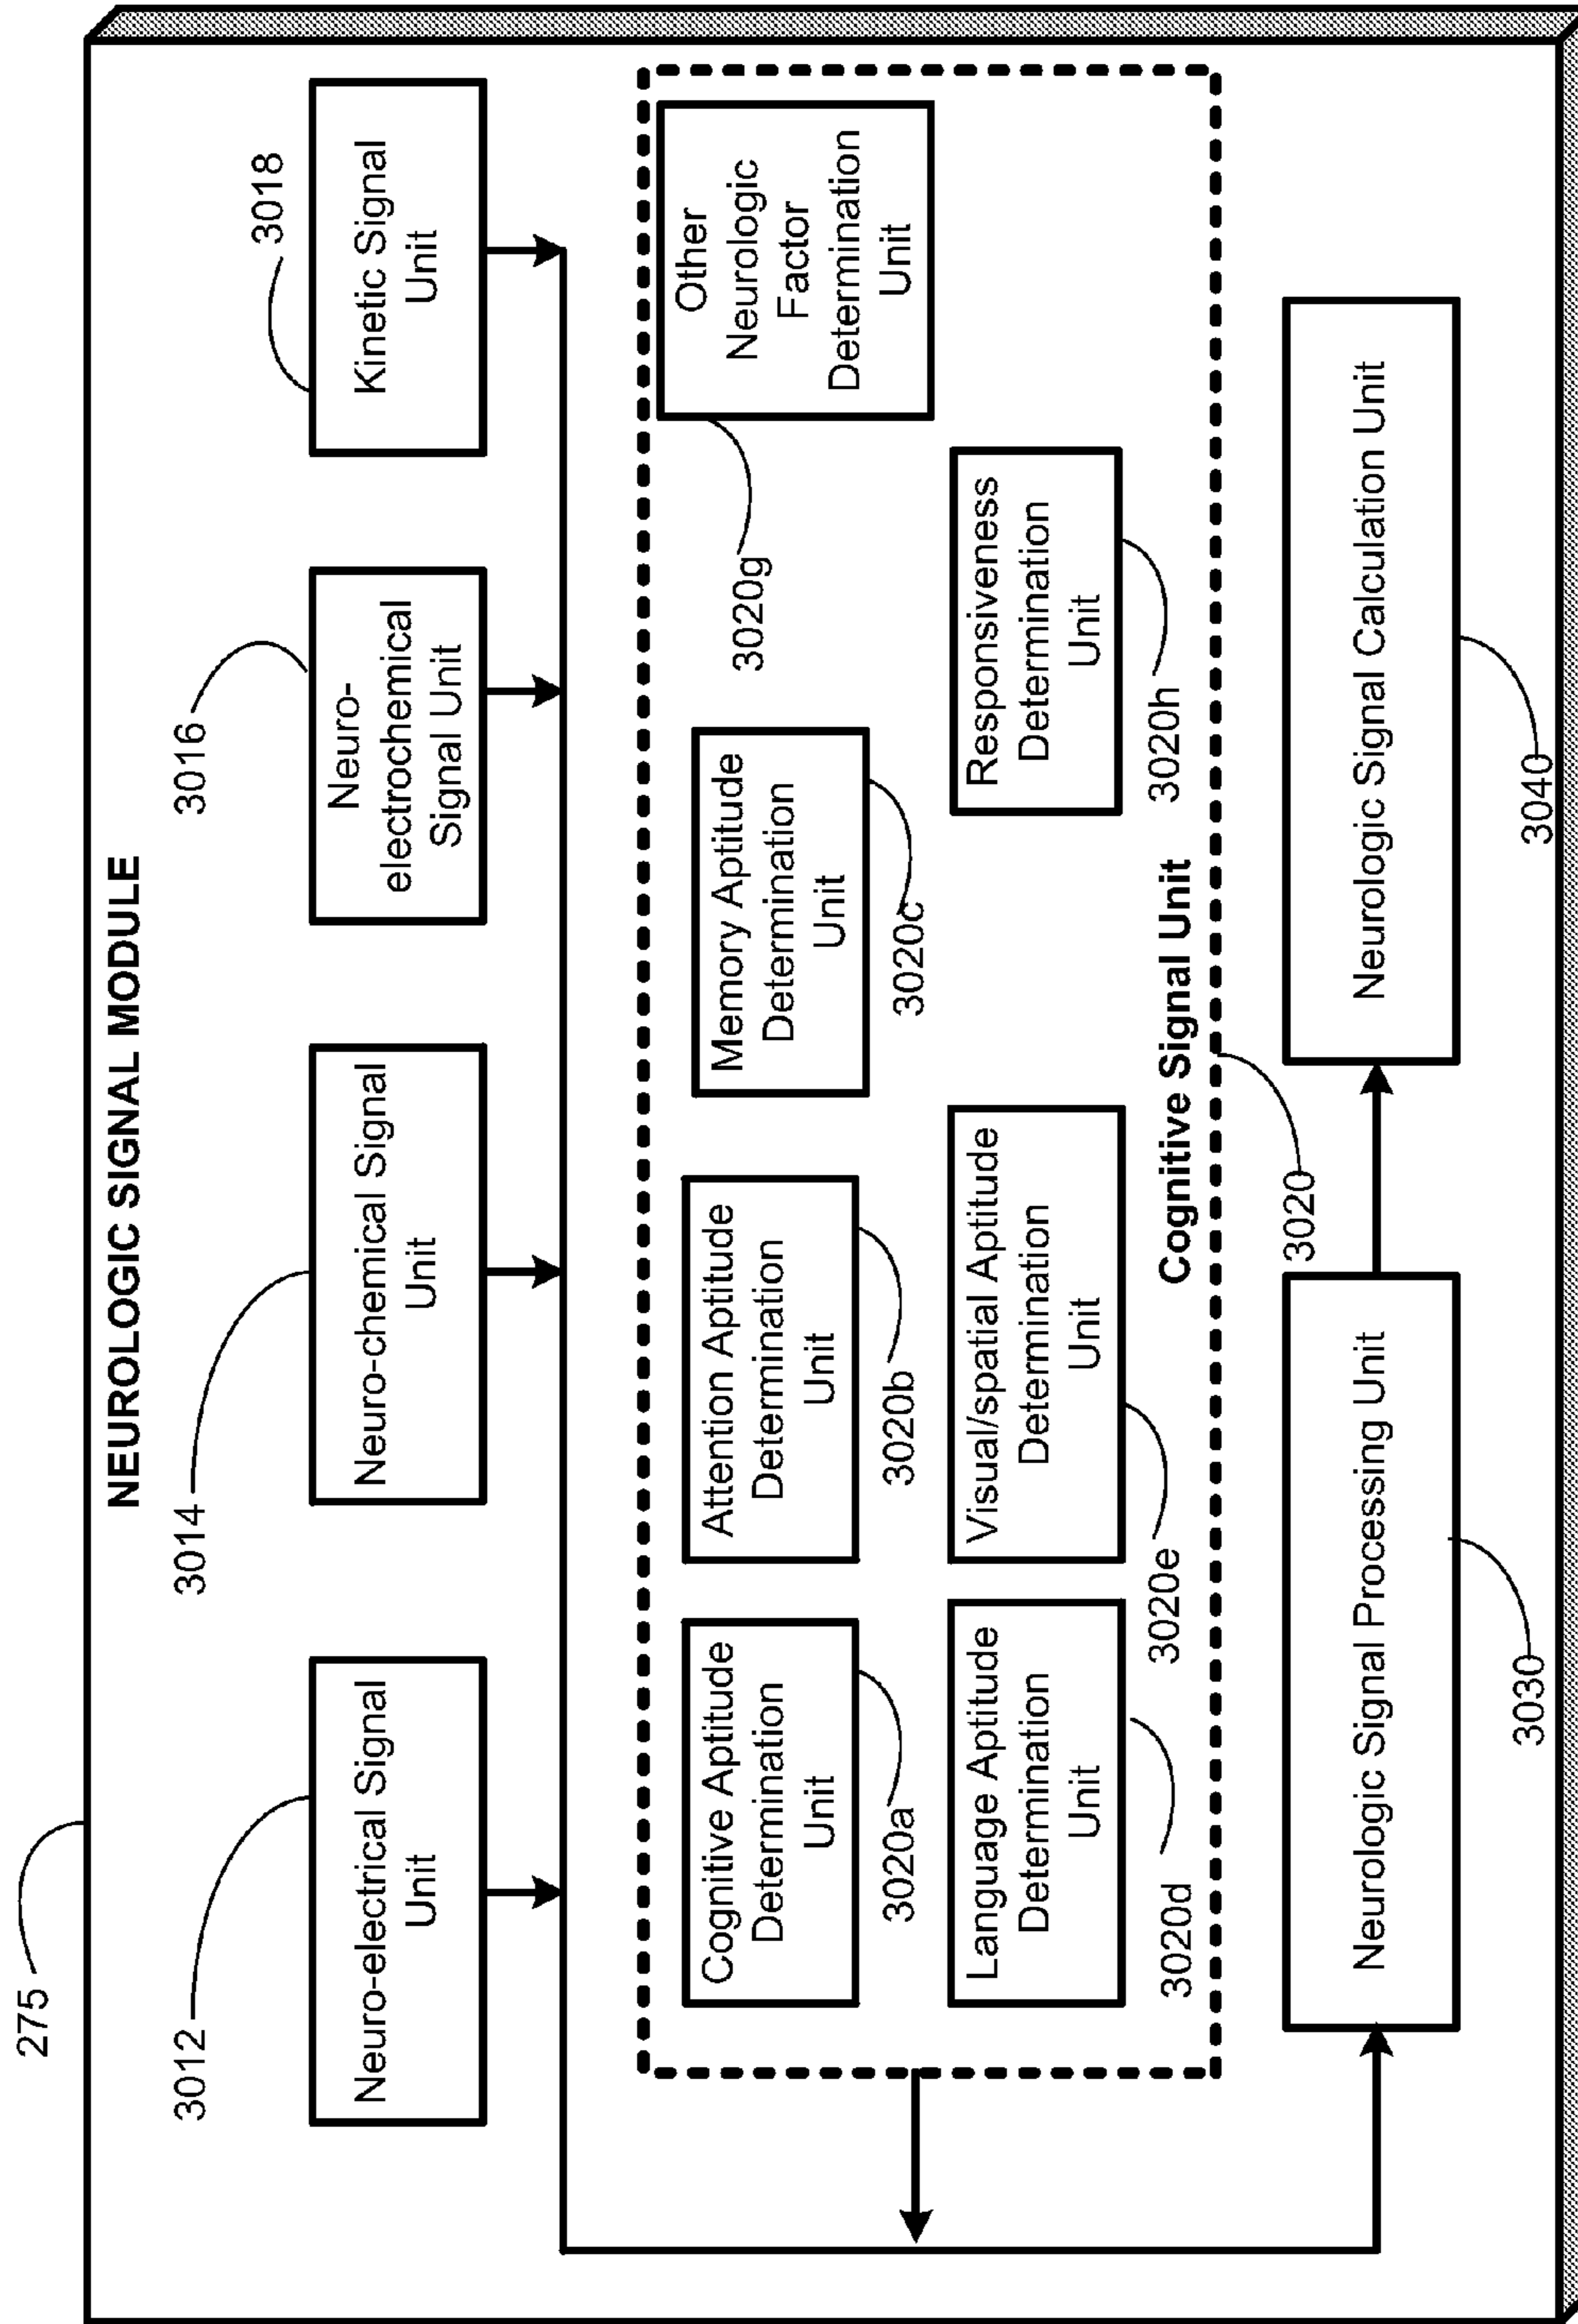 275
NEUROLOGIC SIGNAL MODULE
3012
3014
3016
3018
Neuro-electrical Signal
Unit
Neuro-chemical Signal
Unit
Neuro-
electrochemical
Signal Unit
Kinetic Signal
Unit
Cognitive Aptitude
Determination
Unit
3020a
Attention Aptitude
Determination
Unit
3020b
Memory Aptitude
Determination
Unit
3020c
Other
Neurologic
Factor
Determination
Unit
3020g
Language Aptitude
Determination
Unit
3020d
Visual/spatial Aptitude
Determination
Unit
3020e
Responsiveness
Determination
Unit
3020h
Cognitive Signal Unit
3020
Neurologic Signal Processing Unit
3030
Neurologic Signal Calculation Unit
3040